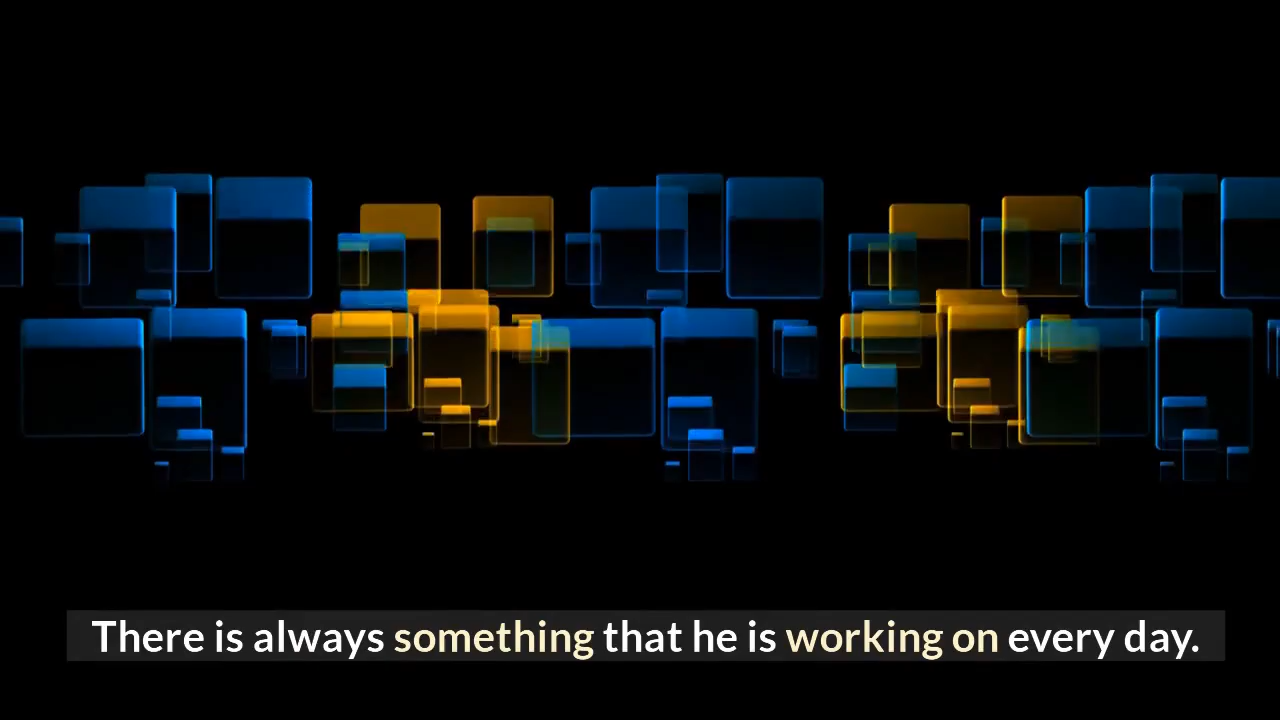 There is always something that he is working on every day.